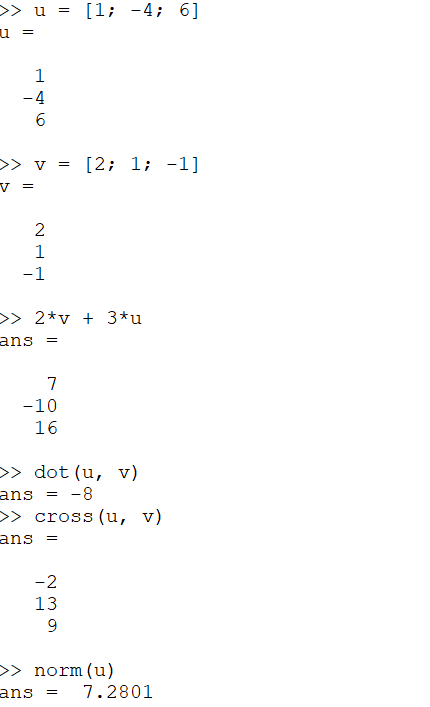 >> u = [1; -4; 6]
u =
1
-4
6
>> v = [2; 1; -1]
v =
2
1
-1
>> 2*v + 3*u
ans =
7
-10
16
>> dot(u, v)
ans = -8
>> cross(u, v)
ans =
-2
13
9
>> norm(u)
ans =  7.2801